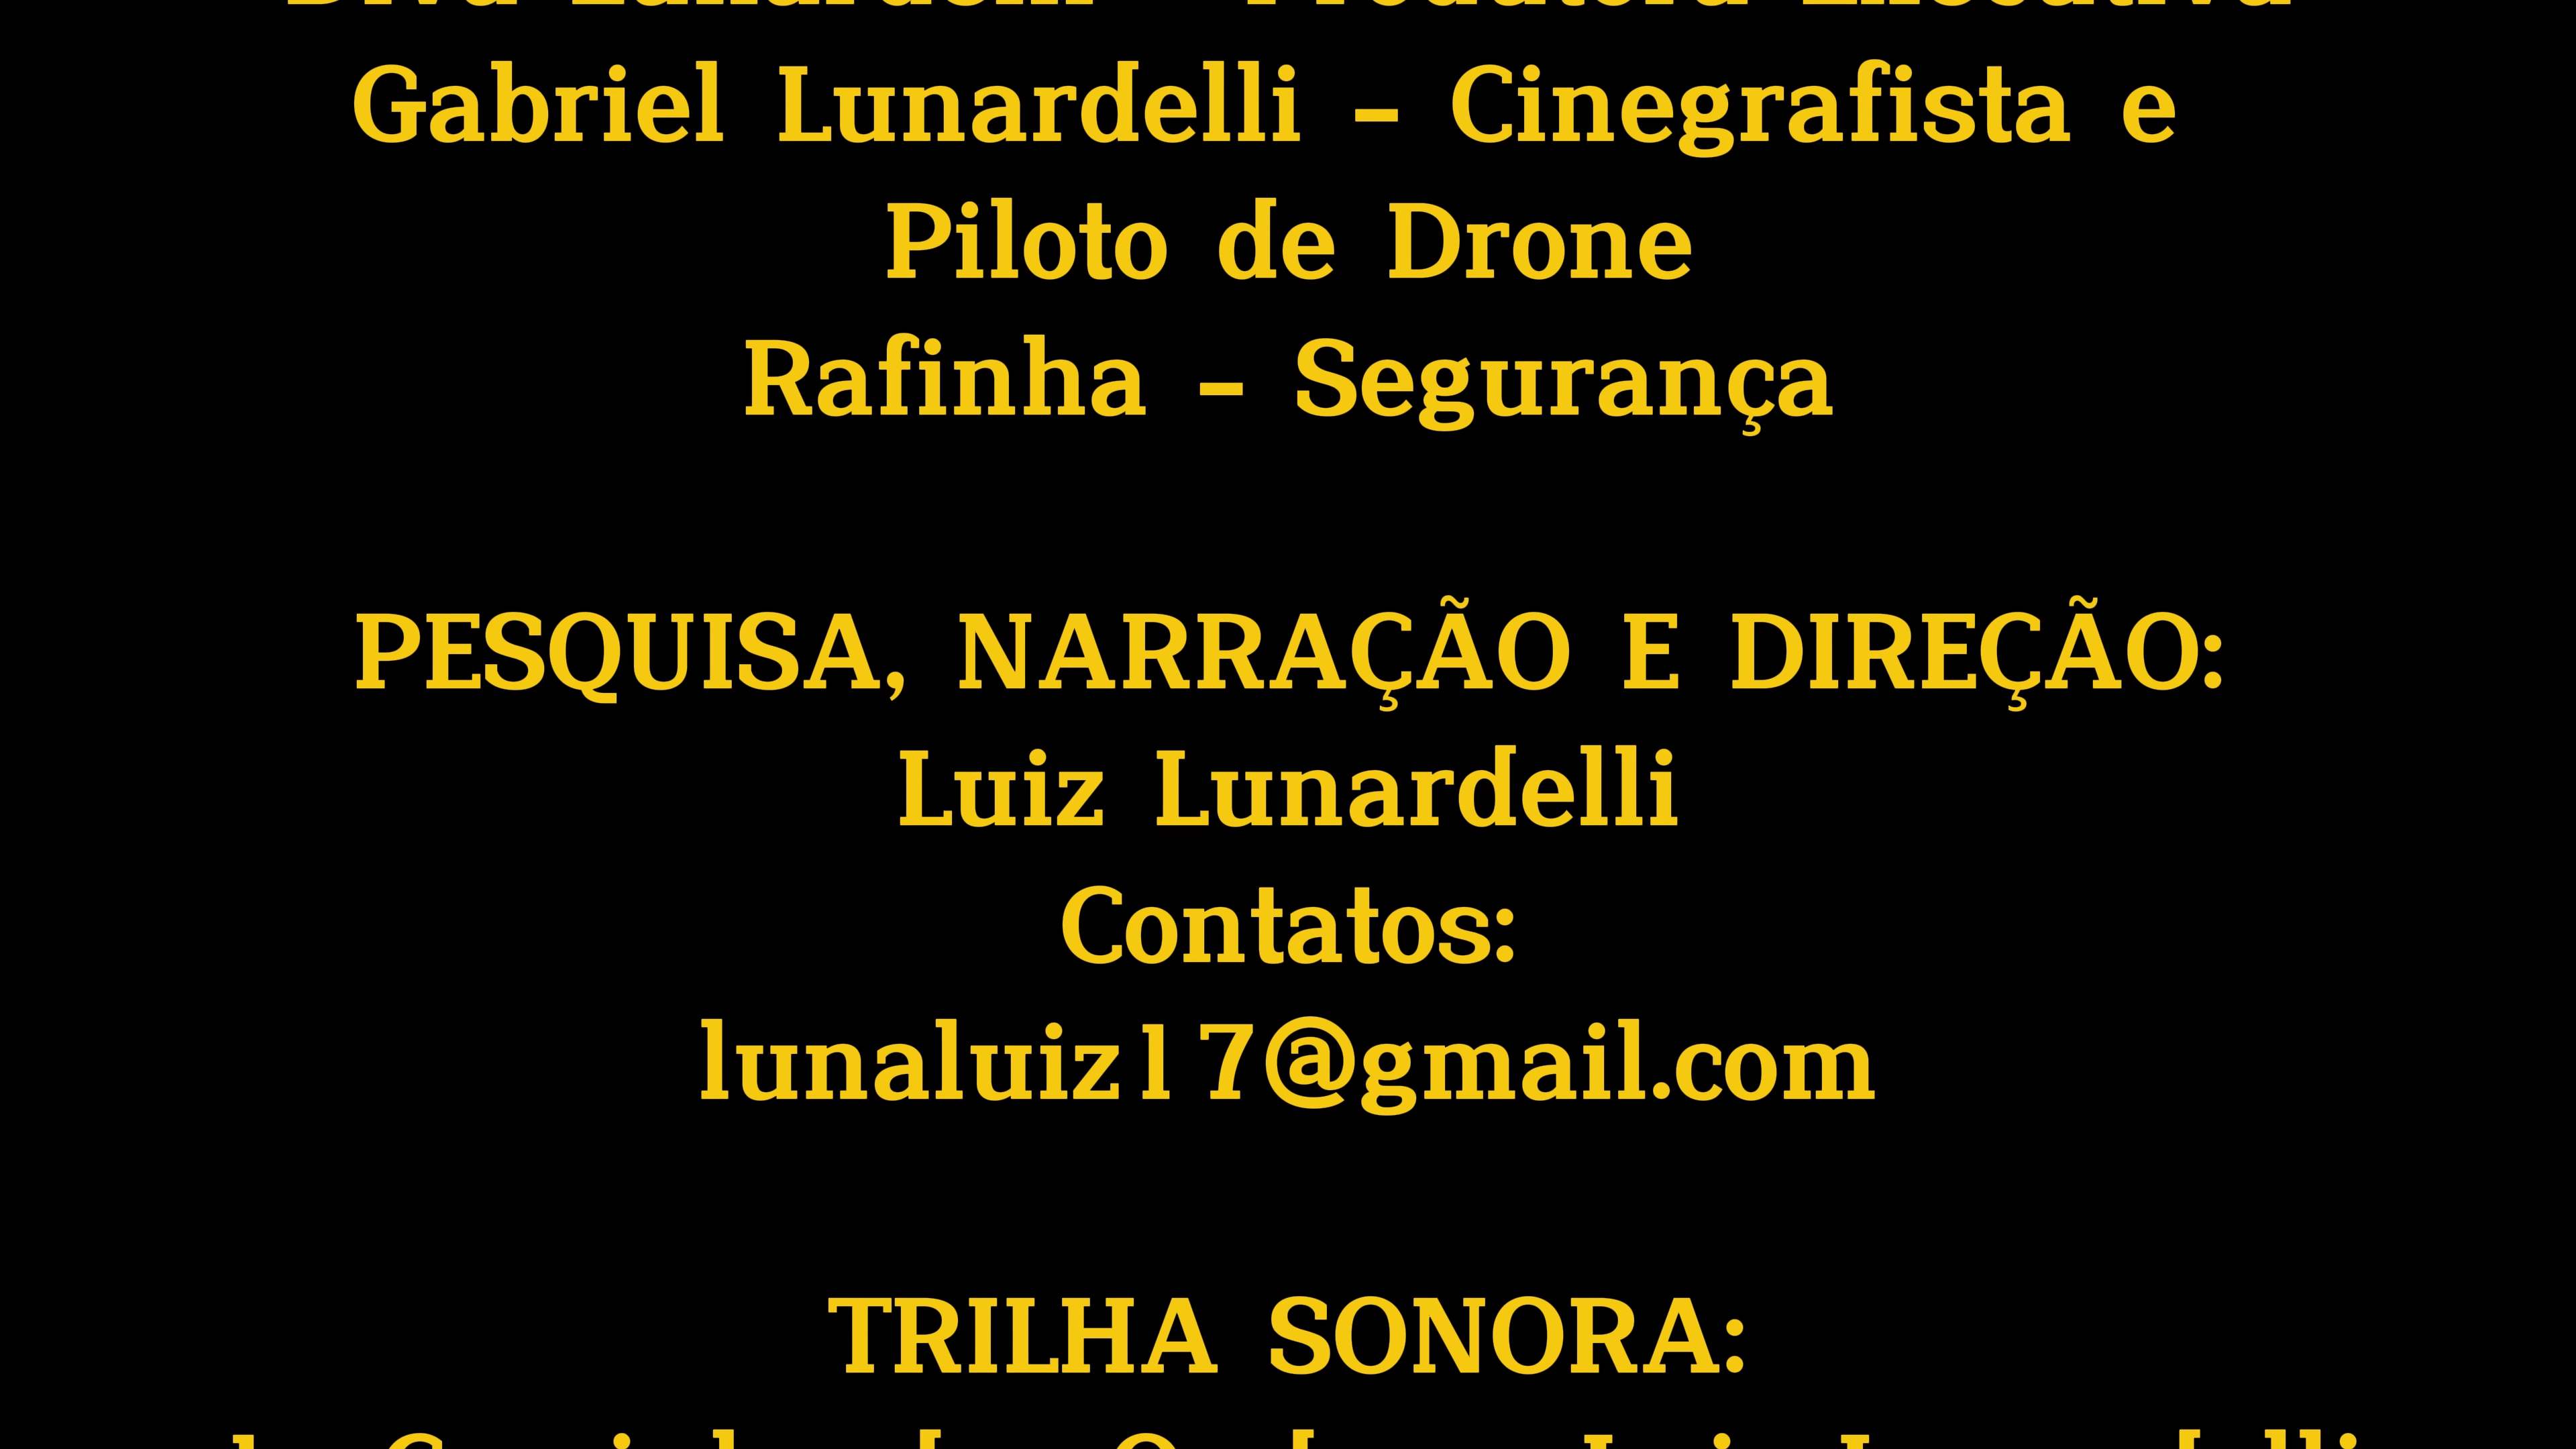 Gabriel Lunardelli – Cinegrafista e
Piloto de Drone
Rafinha – Segurança
PESQUISA, NARRAÇÃO E DIREÇÃO:
Luiz Lunardelli
Contatos:
lunaluiz17@gmail.com
TRILHA SONORA: